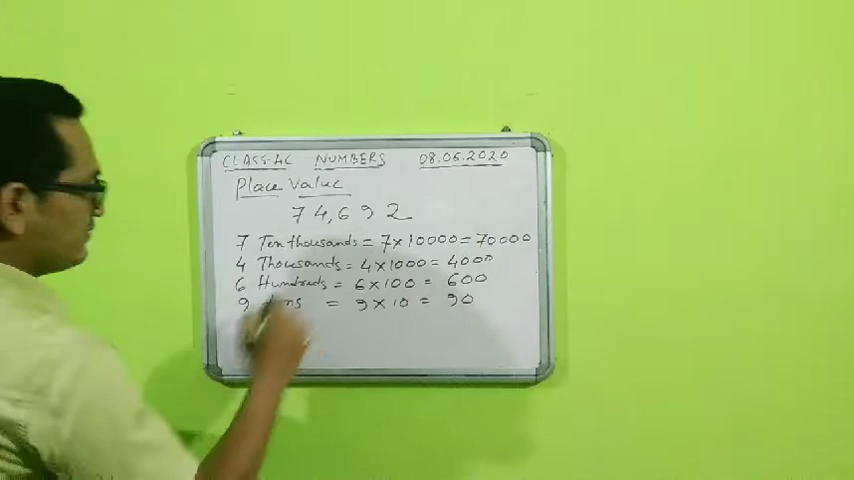 CLASS-4C NUMBERS 08.06.2020
Place Value
74,692
7 Ten thousands = 7×10000 = 70000
4 Thousands = 4×1000 = 4000
6 Hundreds = 6×100 = 600
9 Tens = 9×10 = 90